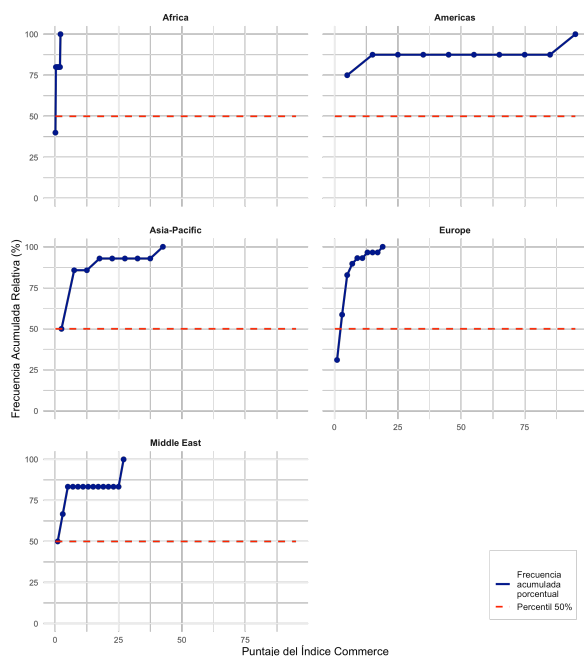 Africa
Americas
100
75
50
25
0
Asia-Pacific
Europe
100
75
50
25
0
0 25 50 75
Middle East
100
75
50
25
0
0 25 50 75
Frecuencia Acumulada Relativa (%)
Puntaje del Índice Commerce
Frecuencia
acumulada
porcentual
Percentil 50%